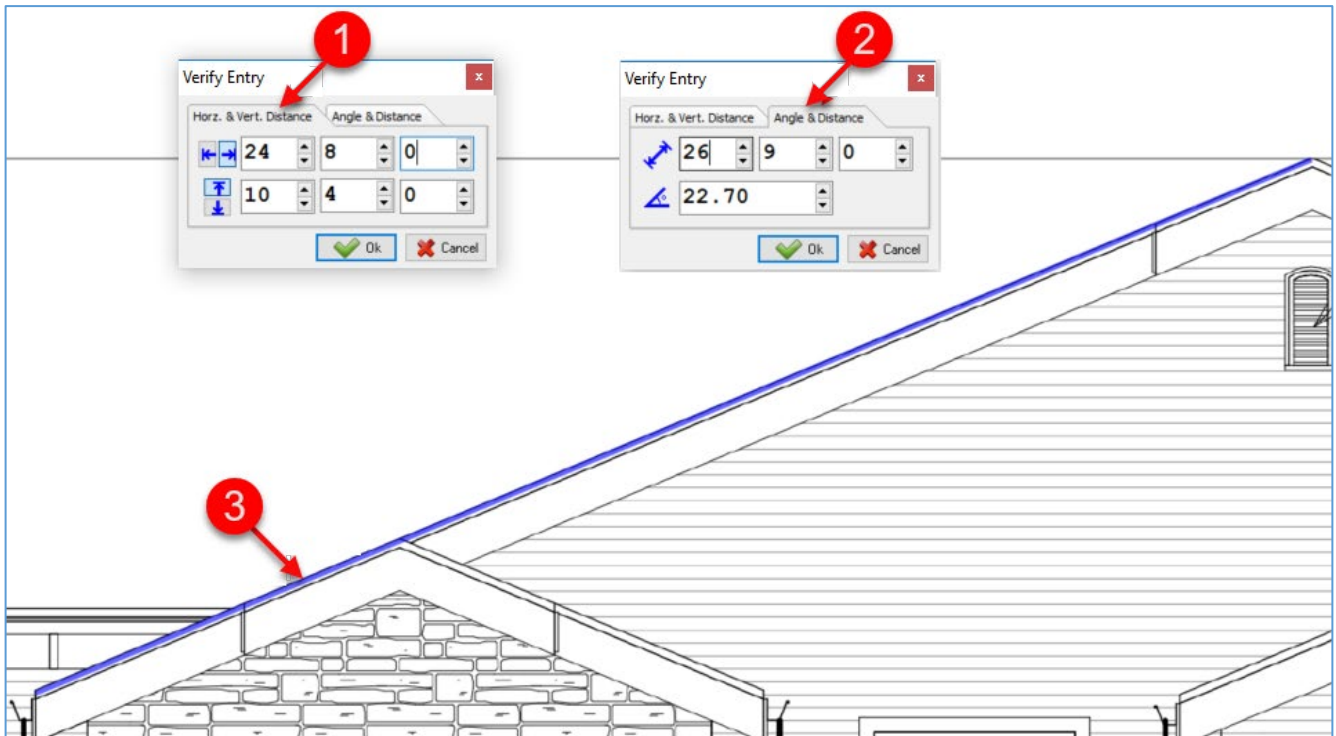 1
2
Verify Entry x
Verify Entry x
Horz. & Vert. Distance Angle & Distance
Horz. & Vert. Distance Angle & Distance
24 8 0
26 9 0
10 4 0
22.70
Ok Cancel
Ok Cancel
3